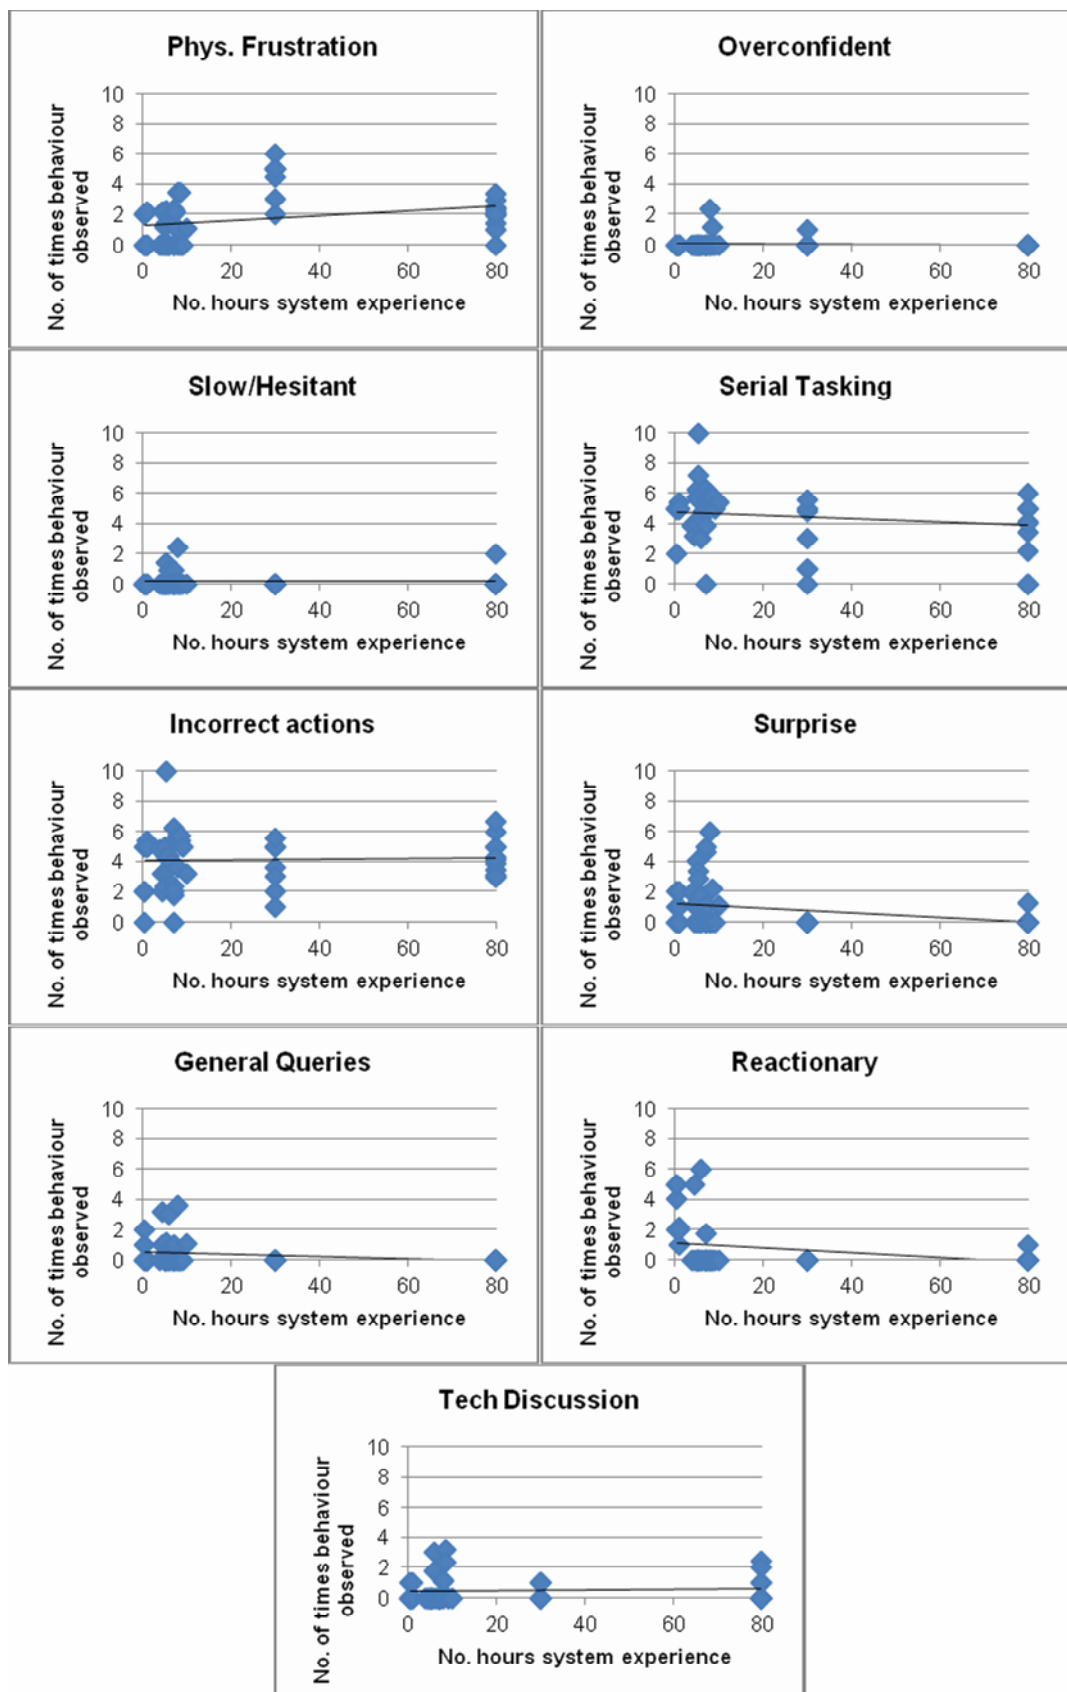 Phys. Frustration
No. of times behaviour
observed
10
8
6
4
2
0
0 20 40 60 80
No. hours system experience
Overconfident
No. of times behaviour
observed
10
8
6
4
2
0
0 20 40 60 80
No. hours system experience
Slow/Hesitant
No. of times behaviour
observed
10
8
6
4
2
0
0 20 40 60 80
No. hours system experience
Serial Tasking
No. of times behaviour
observed
10
8
6
4
2
0
0 20 40 60 80
No. hours system experience
Incorrect actions
No. of times behaviour
observed
10
8
6
4
2
0
0 20 40 60 80
No. hours system experience
Surprise
No. of times behaviour
observed
10
8
6
4
2
0
0 20 40 60 80
No. hours system experience
General Queries
No. of times behaviour
observed
10
8
6
4
2
0
0 20 40 60 80
No. hours system experience
Reactionary
No. of times behaviour
observed
10
8
6
4
2
0
0 20 40 60 80
No. hours system experience
Tech Discussion
No. of times behaviour
observed
10
8
6
4
2
0
0 20 40 60 80
No. hours system experience